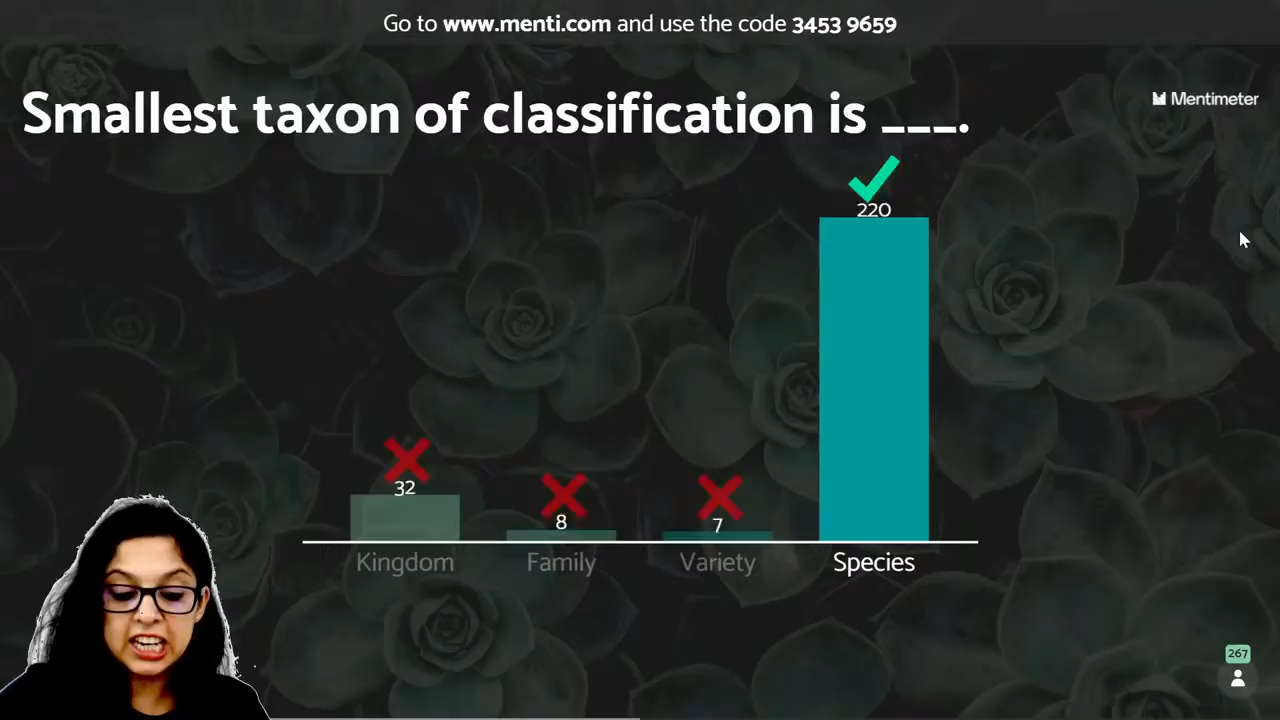 Go to www.menti.com and use the code 3453 9659
Smallest taxon of classification is ___.
Mentimeter
220
32
8
7
Kingdom Family Variety Species
267